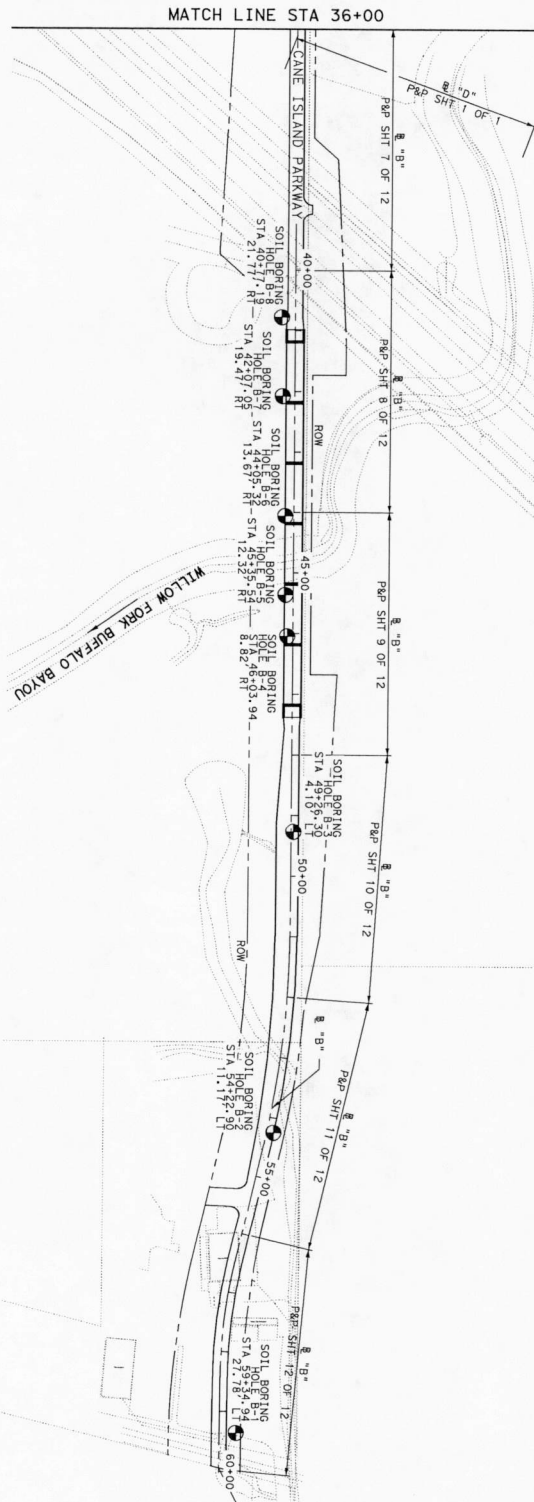 MATCH LINE STA 36+00
CANE ISLAND PARKWAY
℄ "D"
P&P SHT 1 OF 1
℄ "B"
P&P SHT 7 OF 12
40+00
SOIL BORING
HOLE B-8
STA 40+77.19
21.77' RT
℄ "B"
P&P SHT 8 OF 12
SOIL BORING
HOLE B-7
STA 42+07.05
19.47' RT
ROW
SOIL BORING
HOLE B-6
STA 44+05.32
13.67' RT
45+00
SOIL BORING
HOLE B-5
STA 45+35.54
12.32' RT
℄ "B"
P&P SHT 9 OF 12
SOIL BORING
HOLE B-4
STA 46+03.94
8.82' RT
WILLOW FORK BUFFALO BAYOU
SOIL BORING
HOLE B-3
STA 49+26.30
4.10' LT
50+00
℄ "B"
P&P SHT 10 OF 12
ROW
℄ "B"
SOIL BORING
HOLE B-2
STA 54+22.90
11.17' LT
55+00
℄ "B"
P&P SHT 11 OF 12
SOIL BORING
HOLE B-1
STA 59+34.94
27.78' LT
℄ "B"
P&P SHT 12 OF 12
60+00